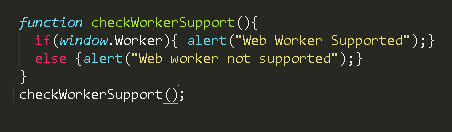 function checkWorkerSupport(){
if(window.Worker){ alert("Web Worker Supported");}
else {alert("Web worker not supported");}
}
checkWorkerSupport();